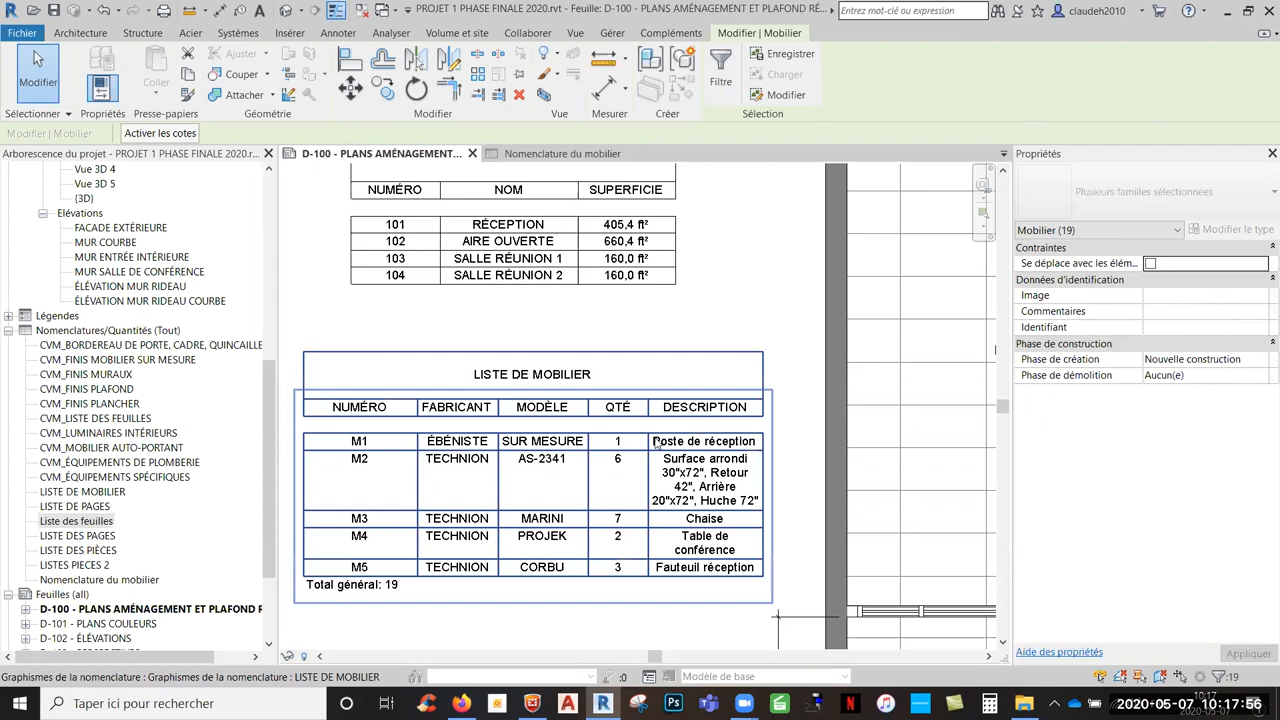 PROJET 1 PHASE FINALE 2020.rvt - Feuille: D-100 - PLANS AMÉNAGEMENT ET PLAFOND RÉ...
Entrez mot-clé ou expression
claudeh2010
Fichier
Architecture
Structure
Acier
Systèmes
Insérer
Annoter
Analyser
Volume et site
Collaborer
Vue
Gérer
Compléments
Modifier | Mobilier
Modifier
Coller
Ajuster
Couper
Attacher
Filtre
Enregistrer
Charger
Modifier
Sélectionner
Propriétés
Presse-papiers
Géométrie
Modifier
Vue
Mesurer
Créer
Sélection
Modifier | Mobilier
Activer les cotes
Arborescence du projet - PROJET 1 PHASE FINALE 2020.rvt
D-100 - PLANS AMÉNAGEMENT...
Nomenclature du mobilier
Propriétés
Vue 3D 4
Vue 3D 5
{3D}
Elévations
FACADE EXTÉRIEURE
MUR COURBE
MUR ENTRÉE INTÉRIEURE
MUR SALLE DE CONFÉRENCE
ÉLÉVATION MUR RIDEAU
ÉLÉVATION MUR RIDEAU COURBE
Légendes
Nomenclatures/Quantités (Tout)
CVM_BORDEREAU DE PORTE, CADRE, QUINCAILLE
CVM_FINIS MOBILIER SUR MESURE
CVM_FINIS MURAUX
CVM_FINIS PLAFOND
CVM_FINIS PLANCHER
CVM_LISTE DES FEUILLES
CVM_LUMINAIRES INTÉRIEURS
CVM_MOBILIER AUTO-PORTANT
CVM_ÉQUIPEMENTS DE PLOMBERIE
CVM_ÉQUIPEMENTS SPÉCIFIQUES
LISTE DE MOBILIER
LISTE DE PAGES
Liste des feuilles
LISTE DES PAGES
LISTE DES PIÈCES
LISTES PIECES 2
Nomenclature du mobilier
Feuilles (all)
D-100 - PLANS AMÉNAGEMENT ET PLAFOND R
D-101 - PLANS COULEURS
D-102 - ÉLÉVATIONS
NUMÉRO NOM SUPERFICIE
101 RÉCEPTION 405,4 ft²
102 AIRE OUVERTE 660,4 ft²
103 SALLE RÉUNION 1 160,0 ft²
104 SALLE RÉUNION 2 160,0 ft²
LISTE DE MOBILIER
NUMÉRO FABRICANT MODÈLE QTÉ DESCRIPTION
M1 ÉBÉNISTE SUR MESURE 1 Poste de réception
M2 TECHNION AS-2341 6 Surface arrondi
30"x72", Retour
42", Arrière
20"x72", Huche 72"
M3 TECHNION MARINI 7 Chaise
M4 TECHNION PROJEK 2 Table de
conférence
M5 TECHNION CORBU 3 Fauteuil réception
Total général: 19
Plusieurs familles sélectionnées
Mobilier (19)
Modifier le type
Contraintes
Se déplace avec les élém...
Données d'identification
Image
Commentaires
Identifiant
Phase de construction
Phase de création Nouvelle construction
Phase de démolition Aucun(e)
Aide des propriétés
Appliquer
Graphismes de la nomenclature : Graphismes de la nomenclature : LISTE DE MOBILIER
:0
Modèle de base
:19
Taper ici pour rechercher
10:17
2020-05-07 10:17:56
2020-05-07